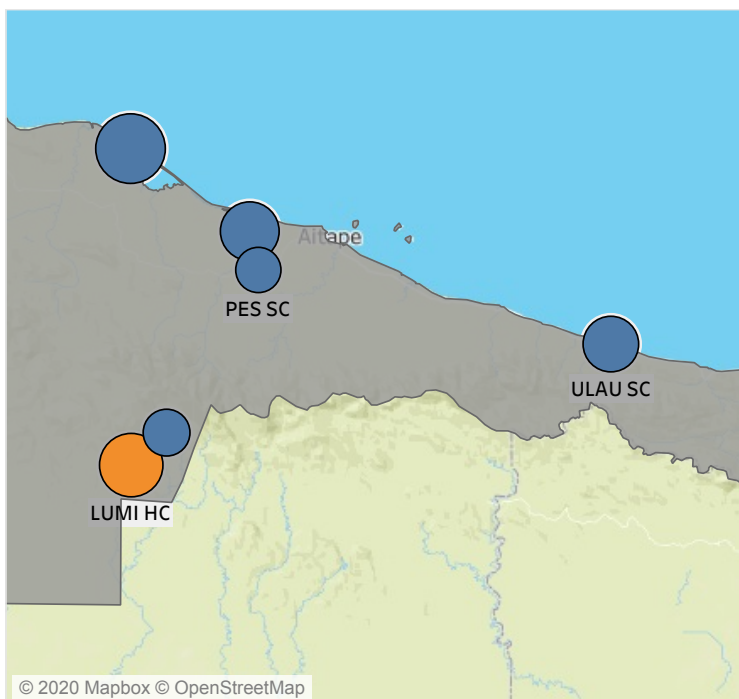 Aitape
PES SC
ULAU SC
LUMI HC
© 2020 Mapbox © OpenStreetMap